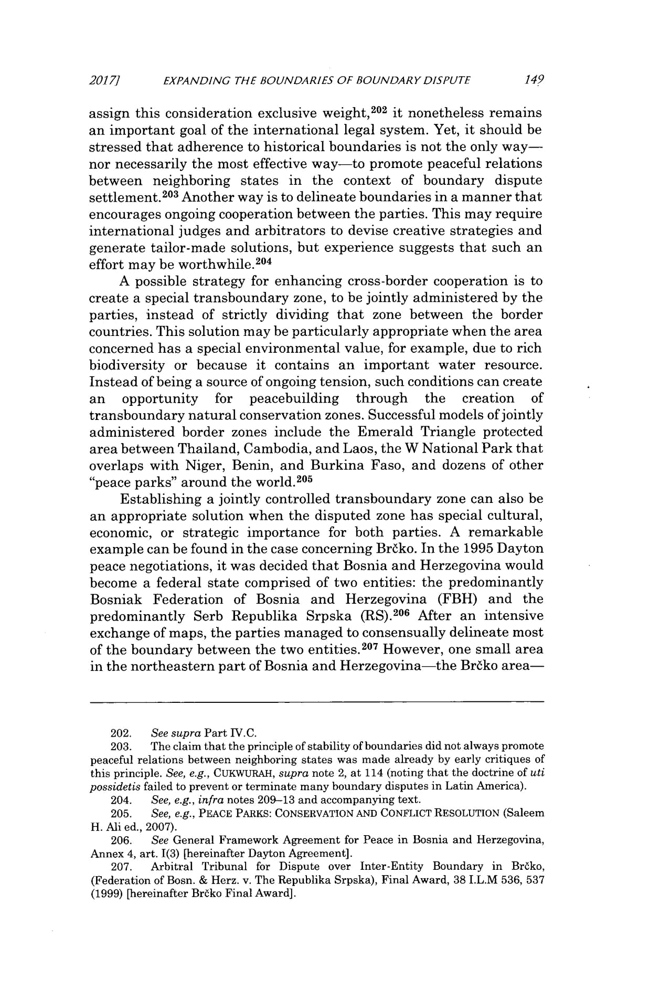 2017] EXPANDING THE BOUNDARIES OF BOUNDARY DISPUTE 149
assign this consideration exclusive weight,202 it nonetheless remains
an important goal of the international legal system. Yet, it should be
stressed that adherence to historical boundaries is not the only way—
nor necessarily the most effective way—to promote peaceful relations
between neighboring states in the context of boundary dispute
settlement.203 Another way is to delineate boundaries in a manner that
encourages ongoing cooperation between the parties. This may require
international judges and arbitrators to devise creative strategies and
generate tailor-made solutions, but experience suggests that such an
effort may be worthwhile.204
A possible strategy for enhancing cross-border cooperation is to
create a special transboundary zone, to be jointly administered by the
parties, instead of strictly dividing that zone between the border
countries. This solution may be particularly appropriate when the area
concerned has a special environmental value, for example, due to rich
biodiversity or because it contains an important water resource.
Instead of being a source of ongoing tension, such conditions can create
an opportunity for peacebuilding through the creation of
transboundary natural conservation zones. Successful models of jointly
administered border zones include the Emerald Triangle protected
area between Thailand, Cambodia, and Laos, the W National Park that
overlaps with Niger, Benin, and Burkina Faso, and dozens of other
“peace parks” around the world.205
Establishing a jointly controlled transboundary zone can also be
an appropriate solution when the disputed zone has special cultural,
economic, or strategic importance for both parties. A remarkable
example can be found in the case concerning Brčko. In the 1995 Dayton
peace negotiations, it was decided that Bosnia and Herzegovina would
become a federal state comprised of two entities: the predominantly
Bosniak Federation of Bosnia and Herzegovina (FBH) and the
predominantly Serb Republika Srpska (RS).206 After an intensive
exchange of maps, the parties managed to consensually delineate most
of the boundary between the two entities.207 However, one small area
in the northeastern part of Bosnia and Herzegovina—the Brčko area—
202. See supra Part IV.C.
203. The claim that the principle of stability of boundaries did not always promote
peaceful relations between neighboring states was made already by early critiques of
this principle. See, e.g., CUKWURAH, supra note 2, at 114 (noting that the doctrine of uti
possidetis failed to prevent or terminate many boundary disputes in Latin America).
204. See, e.g., infra notes 209–13 and accompanying text.
205. See, e.g., PEACE PARKS: CONSERVATION AND CONFLICT RESOLUTION (Saleem
H. Ali ed., 2007).
206. See General Framework Agreement for Peace in Bosnia and Herzegovina,
Annex 4, art. I(3) [hereinafter Dayton Agreement].
207. Arbitral Tribunal for Dispute over Inter-Entity Boundary in Brčko,
(Federation of Bosn. & Herz. v. The Republika Srpska), Final Award, 38 I.L.M 536, 537
(1999) [hereinafter Brčko Final Award].